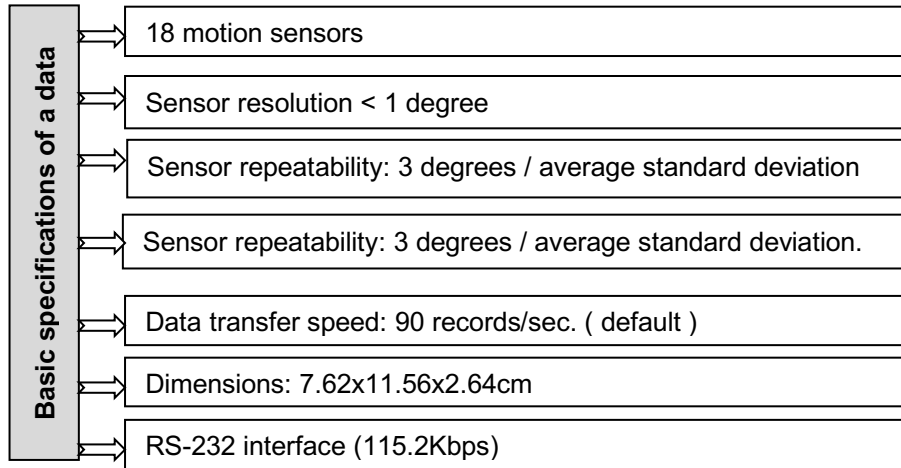 Basic specifications of a data
18 motion sensors
Sensor resolution < 1 degree
Sensor repeatability: 3 degrees / average standard deviation
Sensor repeatability: 3 degrees / average standard deviation.
Data transfer speed: 90 records/sec. ( default )
Dimensions: 7.62x11.56x2.64cm
RS-232 interface (115.2Kbps)